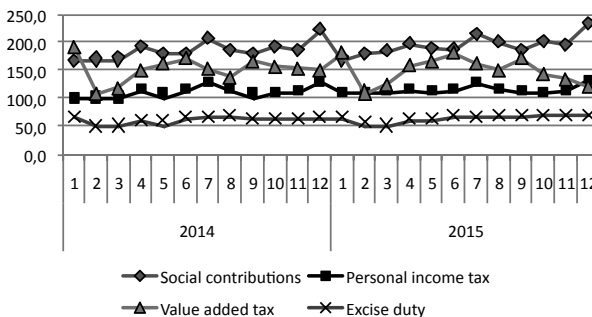 250,0
200,0
150,0
100,0
50,0
0,0
1 2 3 4 5 6 7 8 9 10 11 12 1 2 3 4 5 6 7 8 9 10 11 12
2014 2015
Social contributions Personal income tax
Value added tax Excise duty